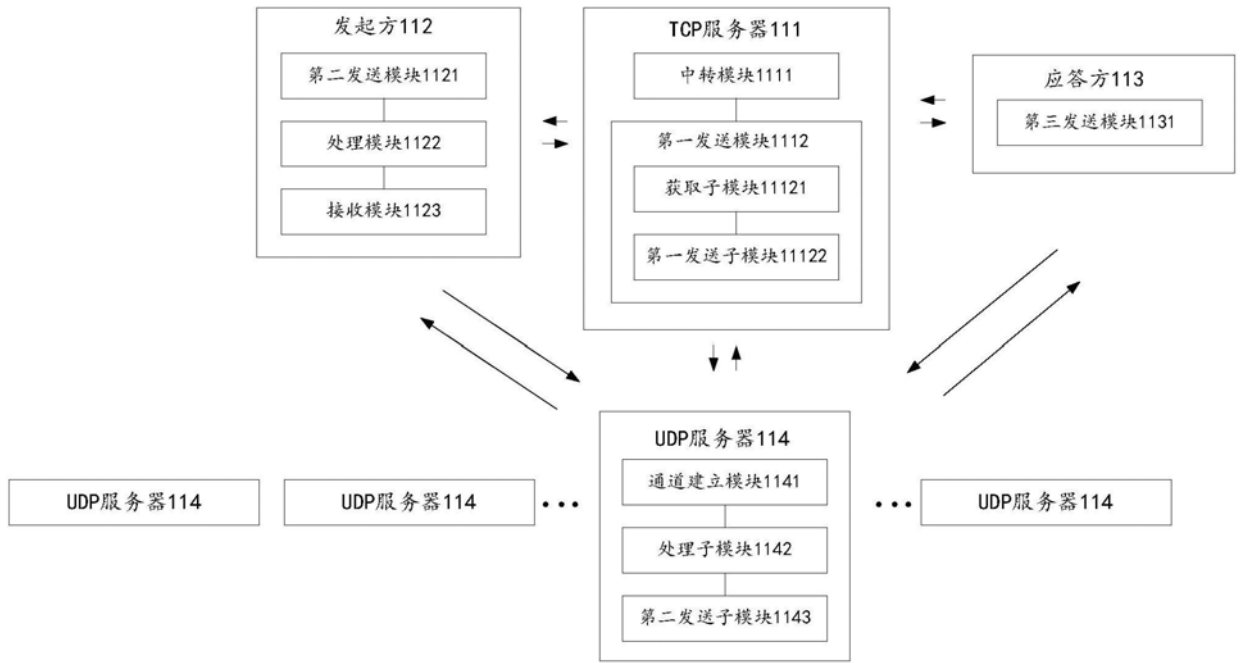 发起方112
第二发送模块1121
处理模块1122
接收模块1123
TCP服务器111
中转模块1111
第一发送模块1112
获取子模块11121
第一发送子模块11122
应答方113
第三发送模块1131
UDP服务器114
UDP服务器114
UDP服务器114
通道建立模块1141
处理子模块1142
第二发送子模块1143
UDP服务器114